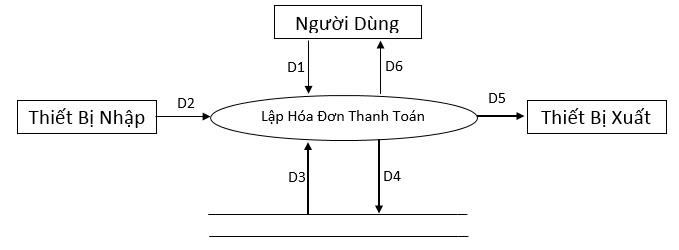 Người Dùng
D1
D6
Thiết Bị Nhập
D2
Lập Hóa Đơn Thanh Toán
D5
Thiết Bị Xuất
D3
D4